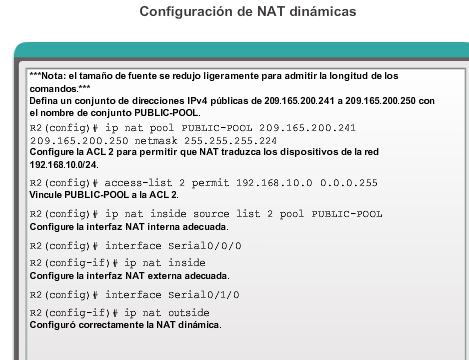 Configuración de NAT dinámicas
***Nota: el tamaño de fuente se redujo ligeramente para admitir la longitud de los
comandos.***
Defina un conjunto de direcciones IPv4 públicas de 209.165.200.241 a 209.165.200.250 con
el nombre de conjunto PUBLIC-POOL.
R2(config)# ip nat pool PUBLIC-POOL 209.165.200.241
209.165.200.250 netmask 255.255.255.224
Configure la ACL 2 para permitir que NAT traduzca los dispositivos de la red
192.168.10.0/24.
R2(config)# access-list 2 permit 192.168.10.0 0.0.0.255
Vincule PUBLIC-POOL a la ACL 2.
R2(config)# ip nat inside source list 2 pool PUBLIC-POOL
Configure la interfaz NAT interna adecuada.
R2(config)# interface Serial0/0/0
R2(config-if)# ip nat inside
Configure la interfaz NAT externa adecuada.
R2(config)# interface Serial0/1/0
R2(config-if)# ip nat outside
Configuró correctamente la NAT dinámica.